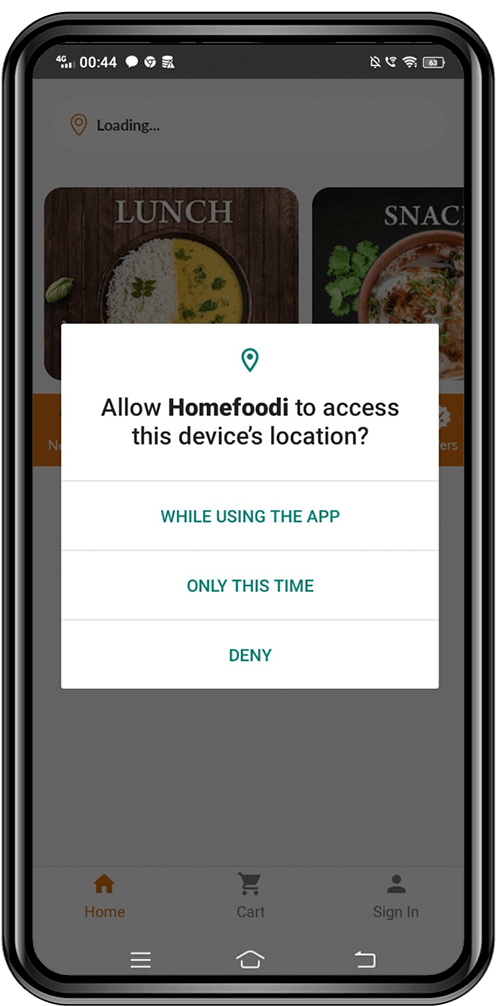 4G 00:44 63
Loading...
LUNCH
SNAC
Ne
ers
Allow Homefoodi to access
this device's location?
WHILE USING THE APP
ONLY THIS TIME
DENY
Home
Cart
Sign In